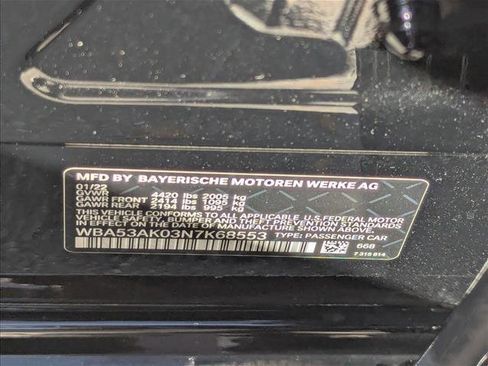 MFD BY BAYERISCHE MOTOREN WERKE AG
01/22
GVWR 4420 lbs 2005 kg
GAWR FRONT 2414 lbs 1095 kg
GAWR REAR 2194 lbs 995 kg
THIS VEHICLE CONFORMS TO ALL APPLICABLE U.S. FEDERAL MOTOR
VEHICLE SAFETY, BUMPER AND THEFT PREVENTION STANDARDS
IN EFFECT ON THE DATE OF MANUFACTURE SHOWN ABOVE.
WBA53AK03N7K68553 TYPE: PASSENGER CAR
668
7 318 614